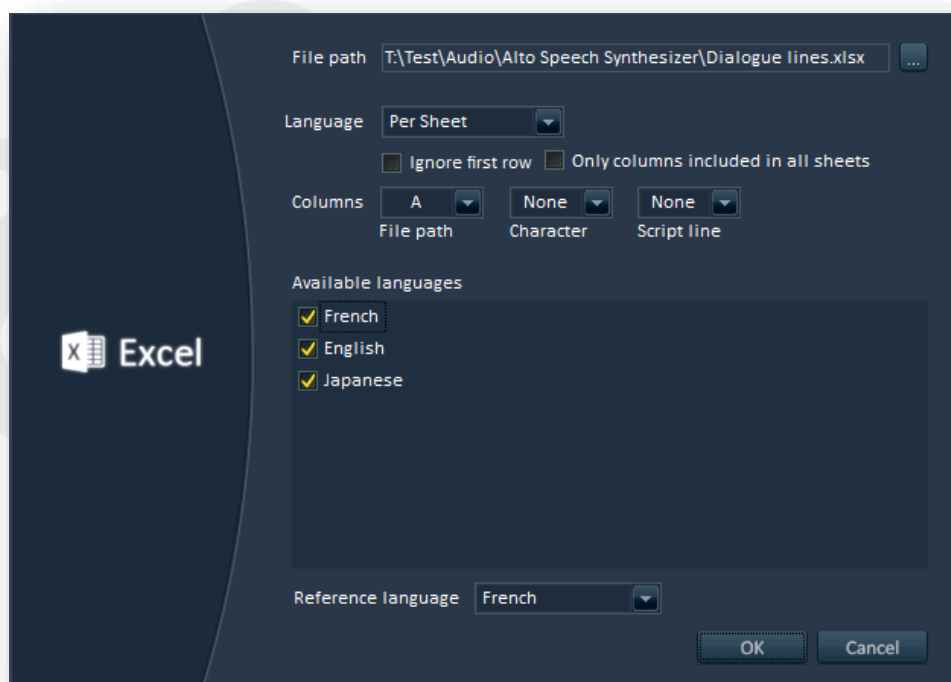 File path T:\Test\Audio\Alto Speech Synthesizer\Dialogue lines.xlsx ...
Language Per Sheet
Ignore first row Only columns included in all sheets
Columns A None None
File path Character Script line
Available languages
French
English
Japanese
X Excel
Reference language French
OK Cancel